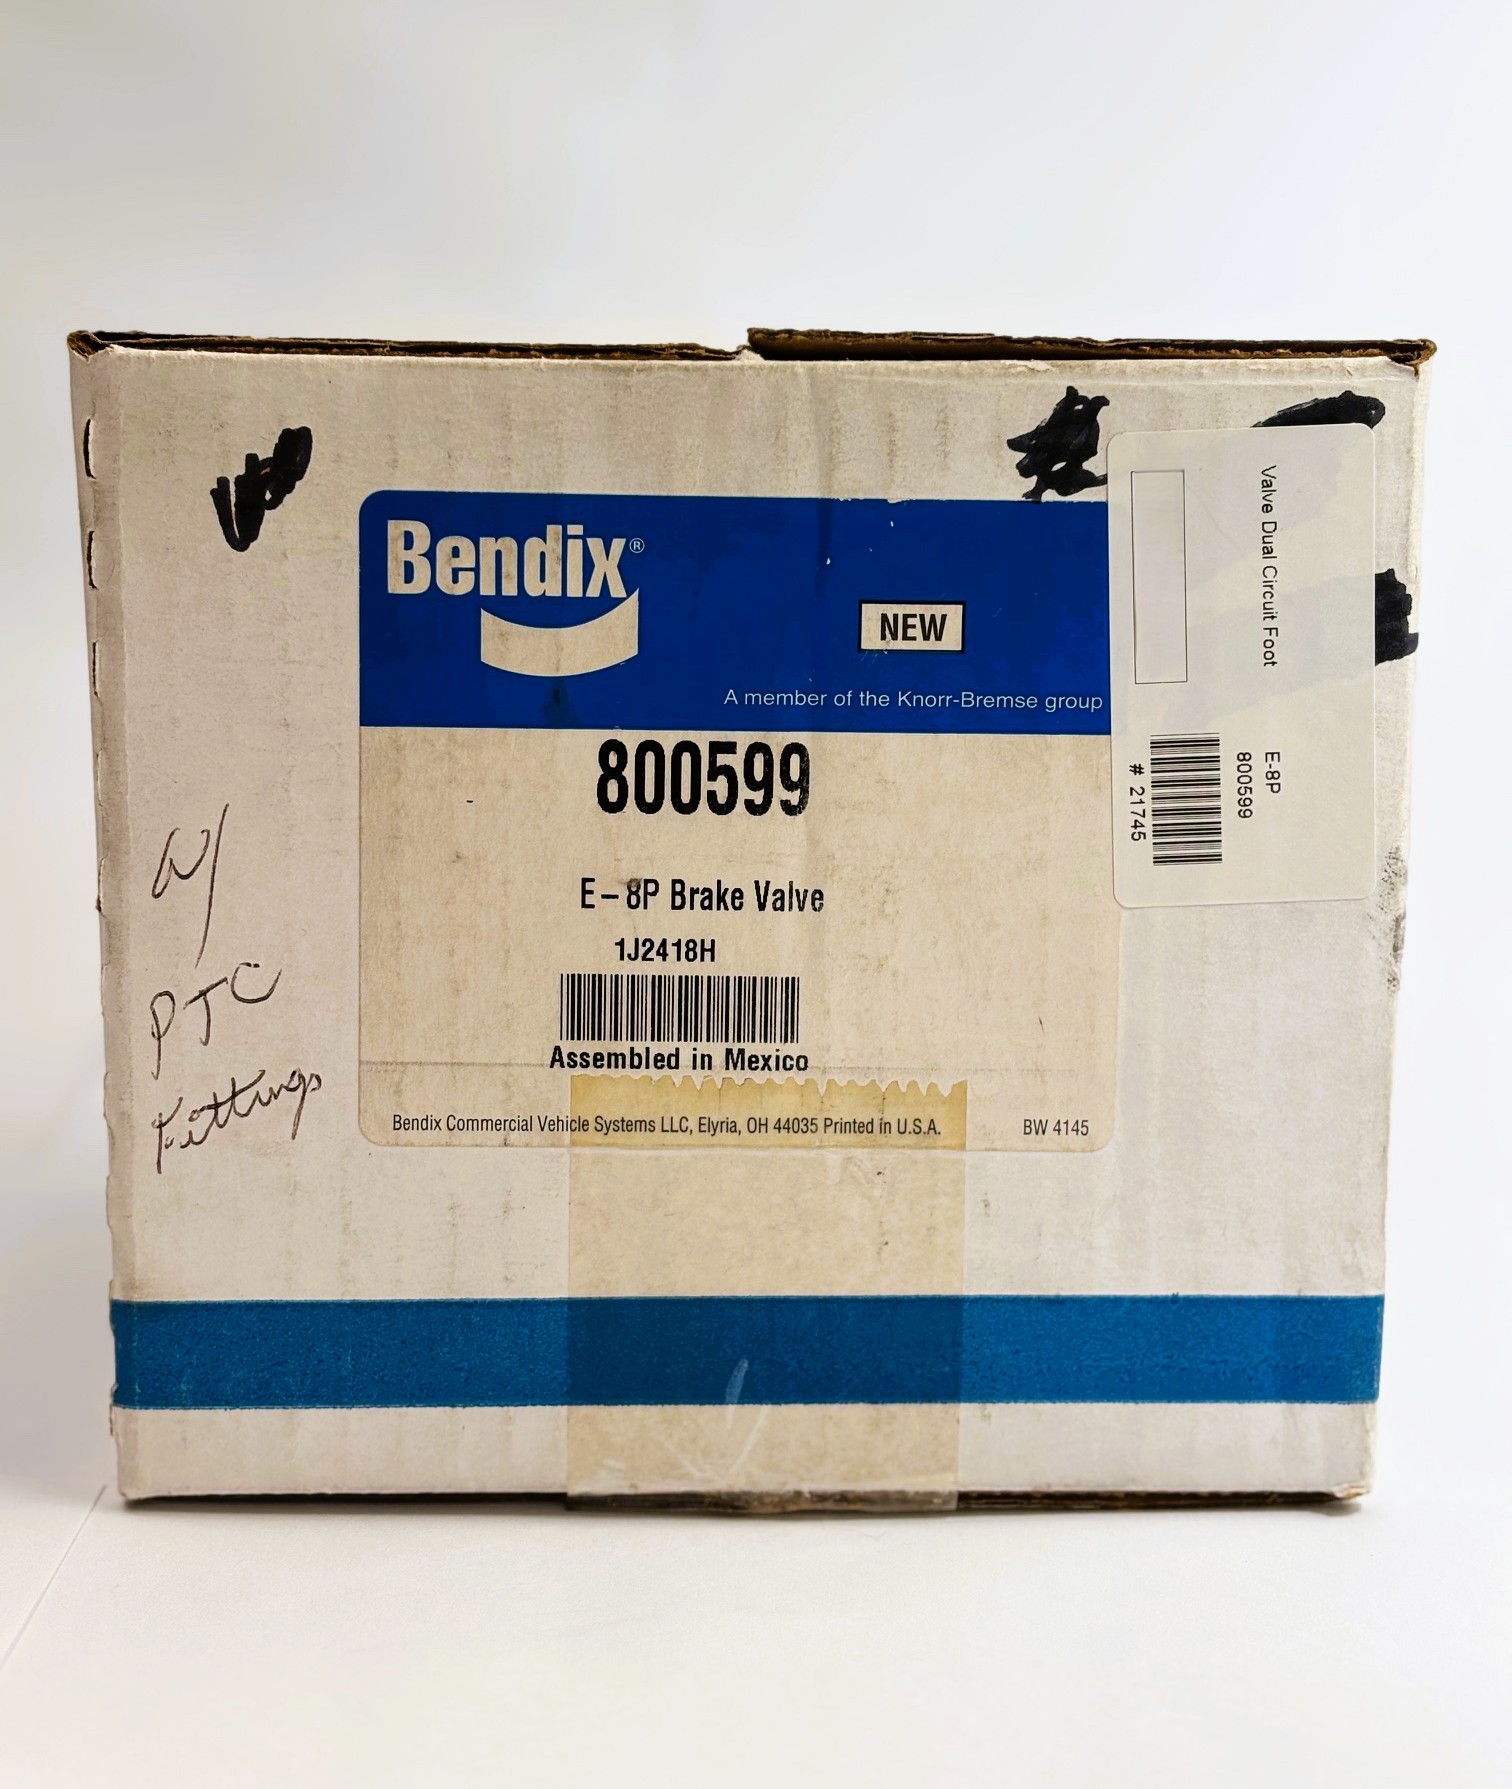 Bendix®
NEW
A member of the Knorr-Bremse group
800599
E-8P Brake Valve
1J2418H
Assembled in Mexico
Bendix Commercial Vehicle Systems LLC, Elyria, OH 44035 Printed in U.S.A.
BW 4145
Valve Dual Circuit Foot
E-8P
800599
# 21745
W/
PTC
Fittings